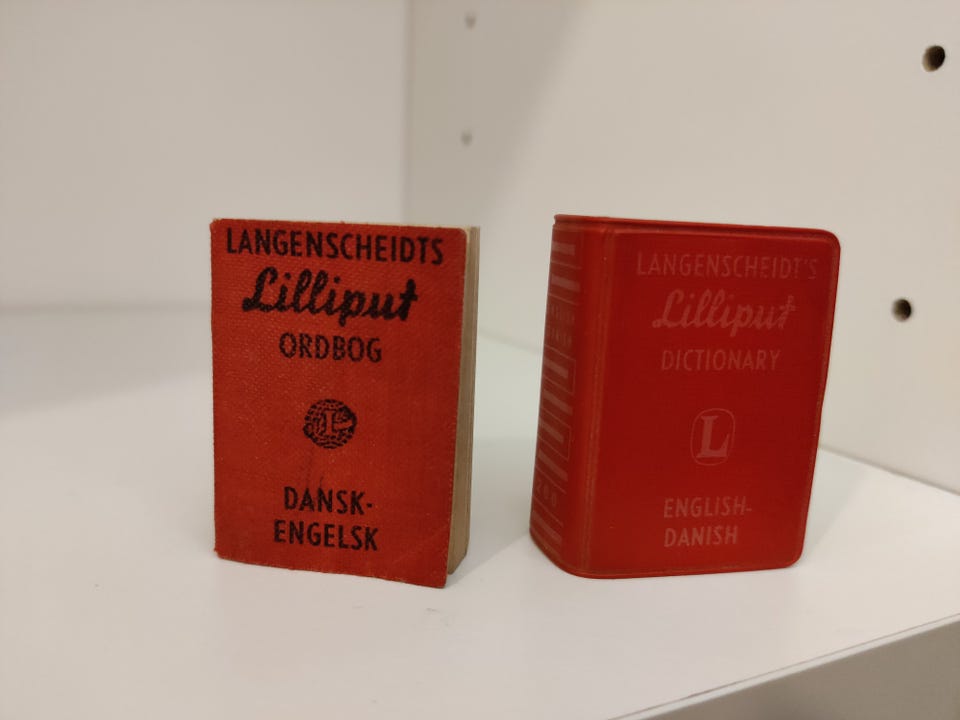 LANGENSCHEIDTS
Lilliput
ORDBOG
L
DANSK-
ENGELSK
LANGENSCHEIDT'S
Lilliput
DICTIONARY
L
ENGLISH-
DANISH